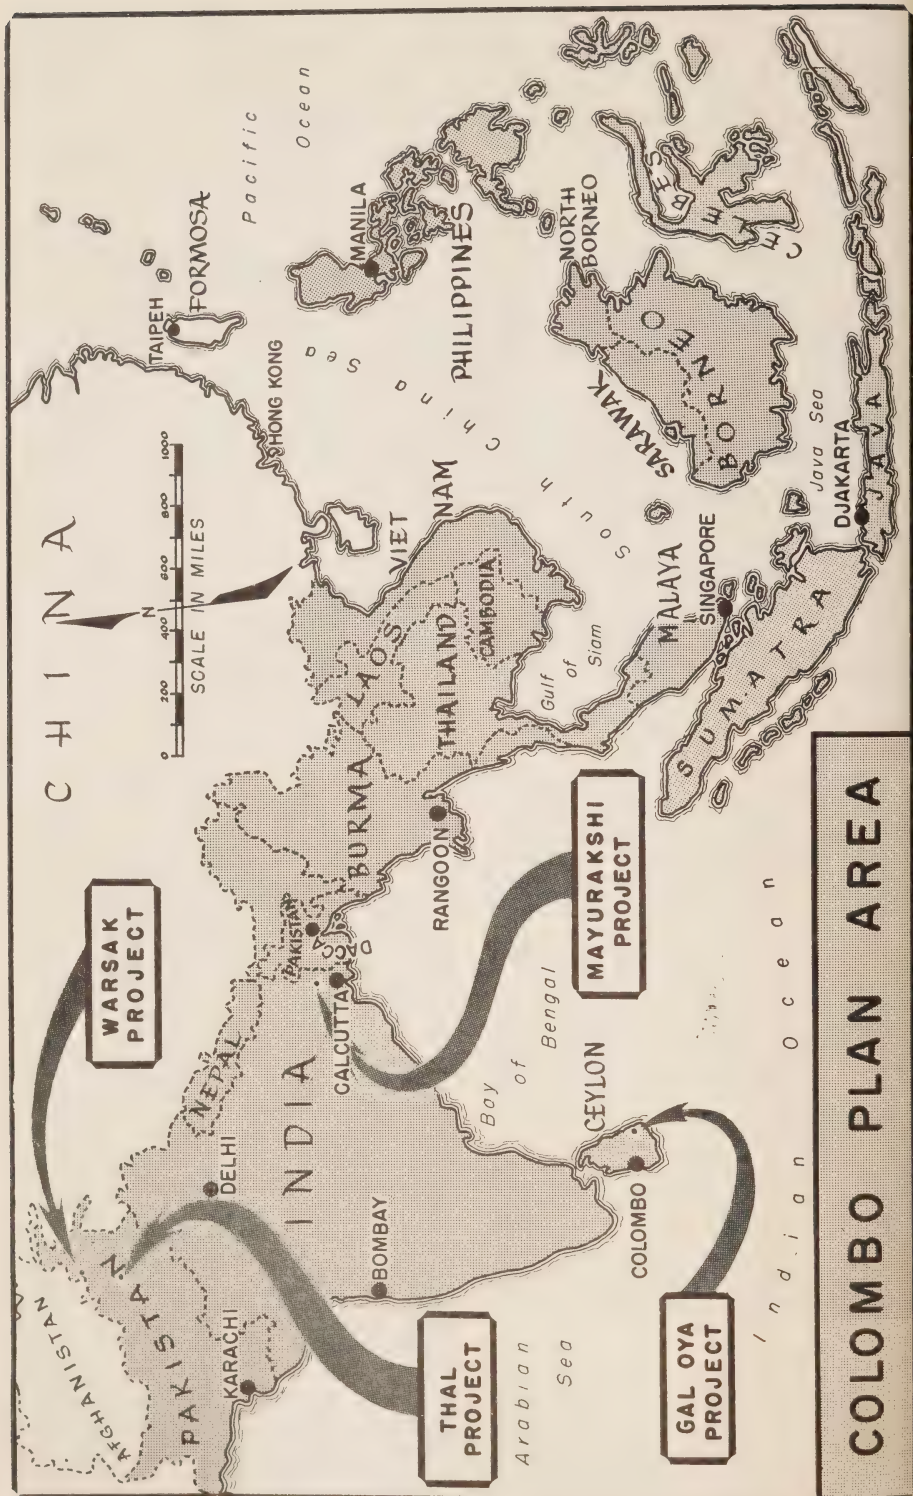 CHINA
WARSAK
PROJECT
0 200 400 600 800 1000
SCALE IN MILES
N
TAIPEH
FORMOSA
Pacific
Ocean
HONG KONG
AFGHANISTAN
PAKISTAN
NEPAL
DELHI
KARACHI
INDIA
PAKISTAN
CALCUTTA
BURMA
LAOS
VIET
NAM
THAILAND
CAMBODIA
RANGOON
South China Sea
MANILA
PHILIPPINES
BOMBAY
Bay
of
Bengal
MAYURAKSHI
PROJECT
Gulf
of
Siam
MALAYA
SINGAPORE
SARAWAK
NORTH
BORNEO
BORNEO
CELEBES
THAL
PROJECT
Arabian
Sea
CEYLON
COLOMBO
SUMATRA
Java Sea
DJAKARTA
JAVA
GAL OYA
PROJECT
Indian Ocean
COLOMBO PLAN AREA